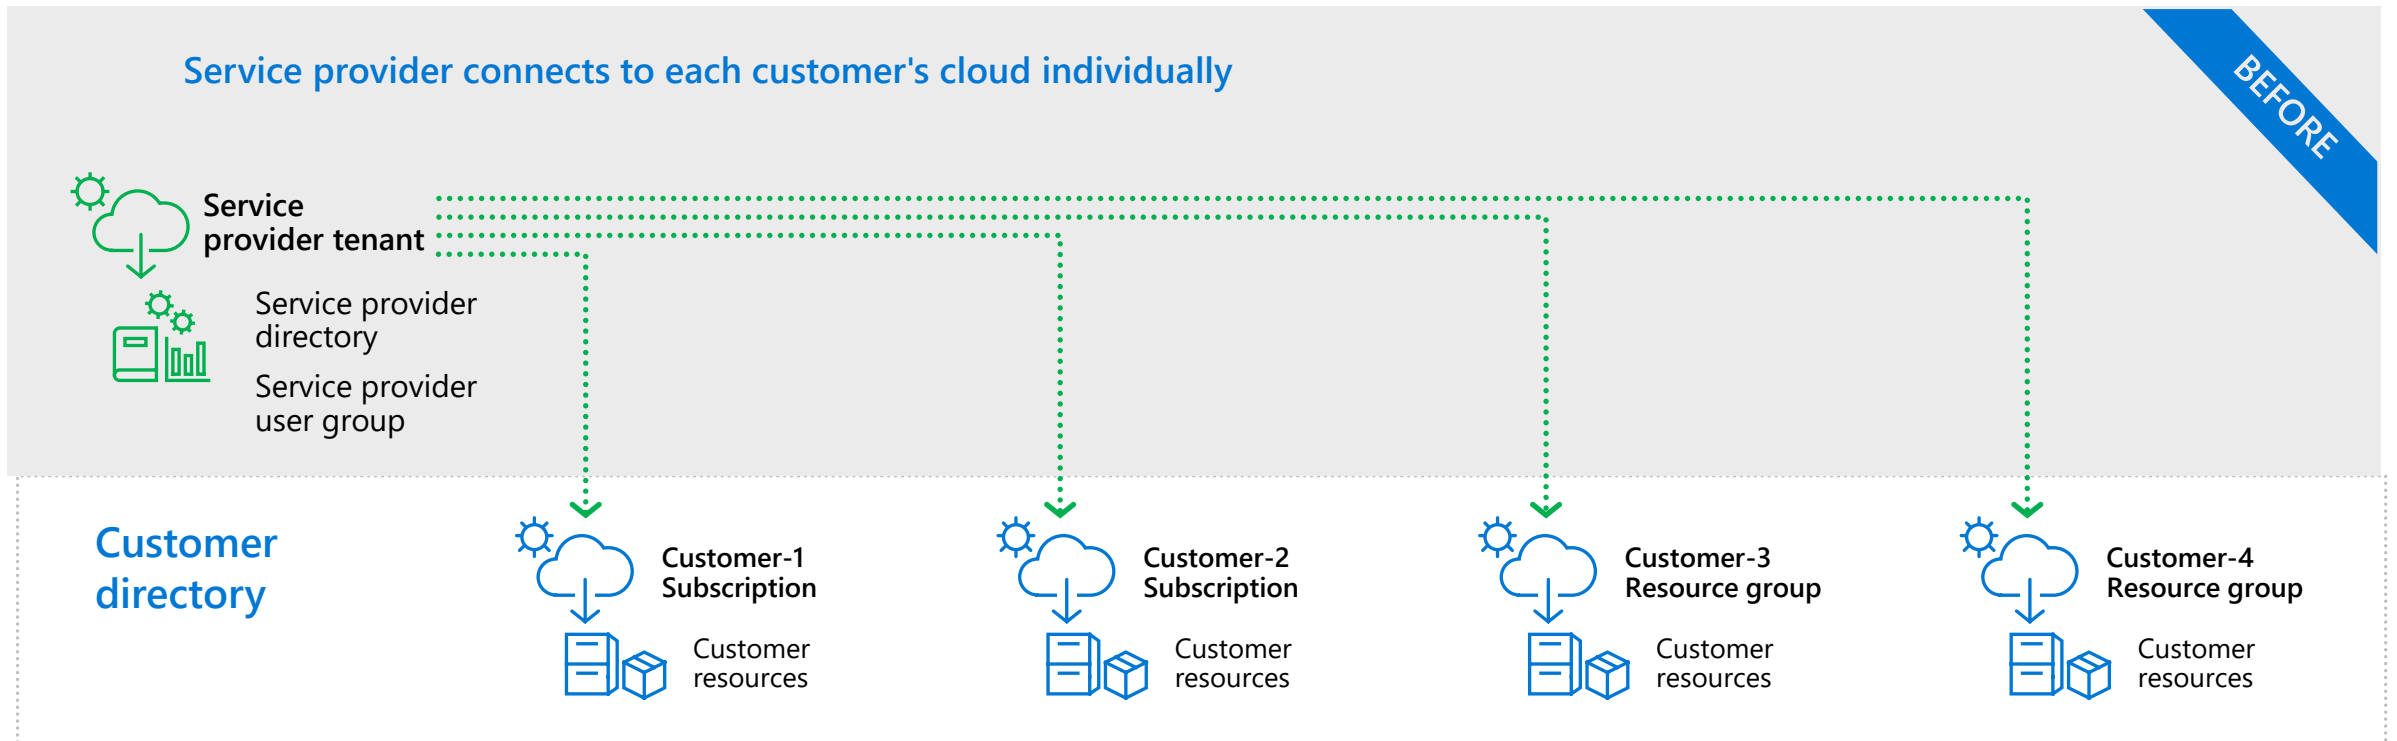 Service provider connects to each customer's cloud individually
BEFORE
Service
provider tenant
Service provider
directory
Service provider
user group
Customer
directory
Customer-1
Subscription
Customer
resources
Customer-2
Subscription
Customer
resources
Customer-3
Resource group
Customer
resources
Customer-4
Resource group
Customer
resources